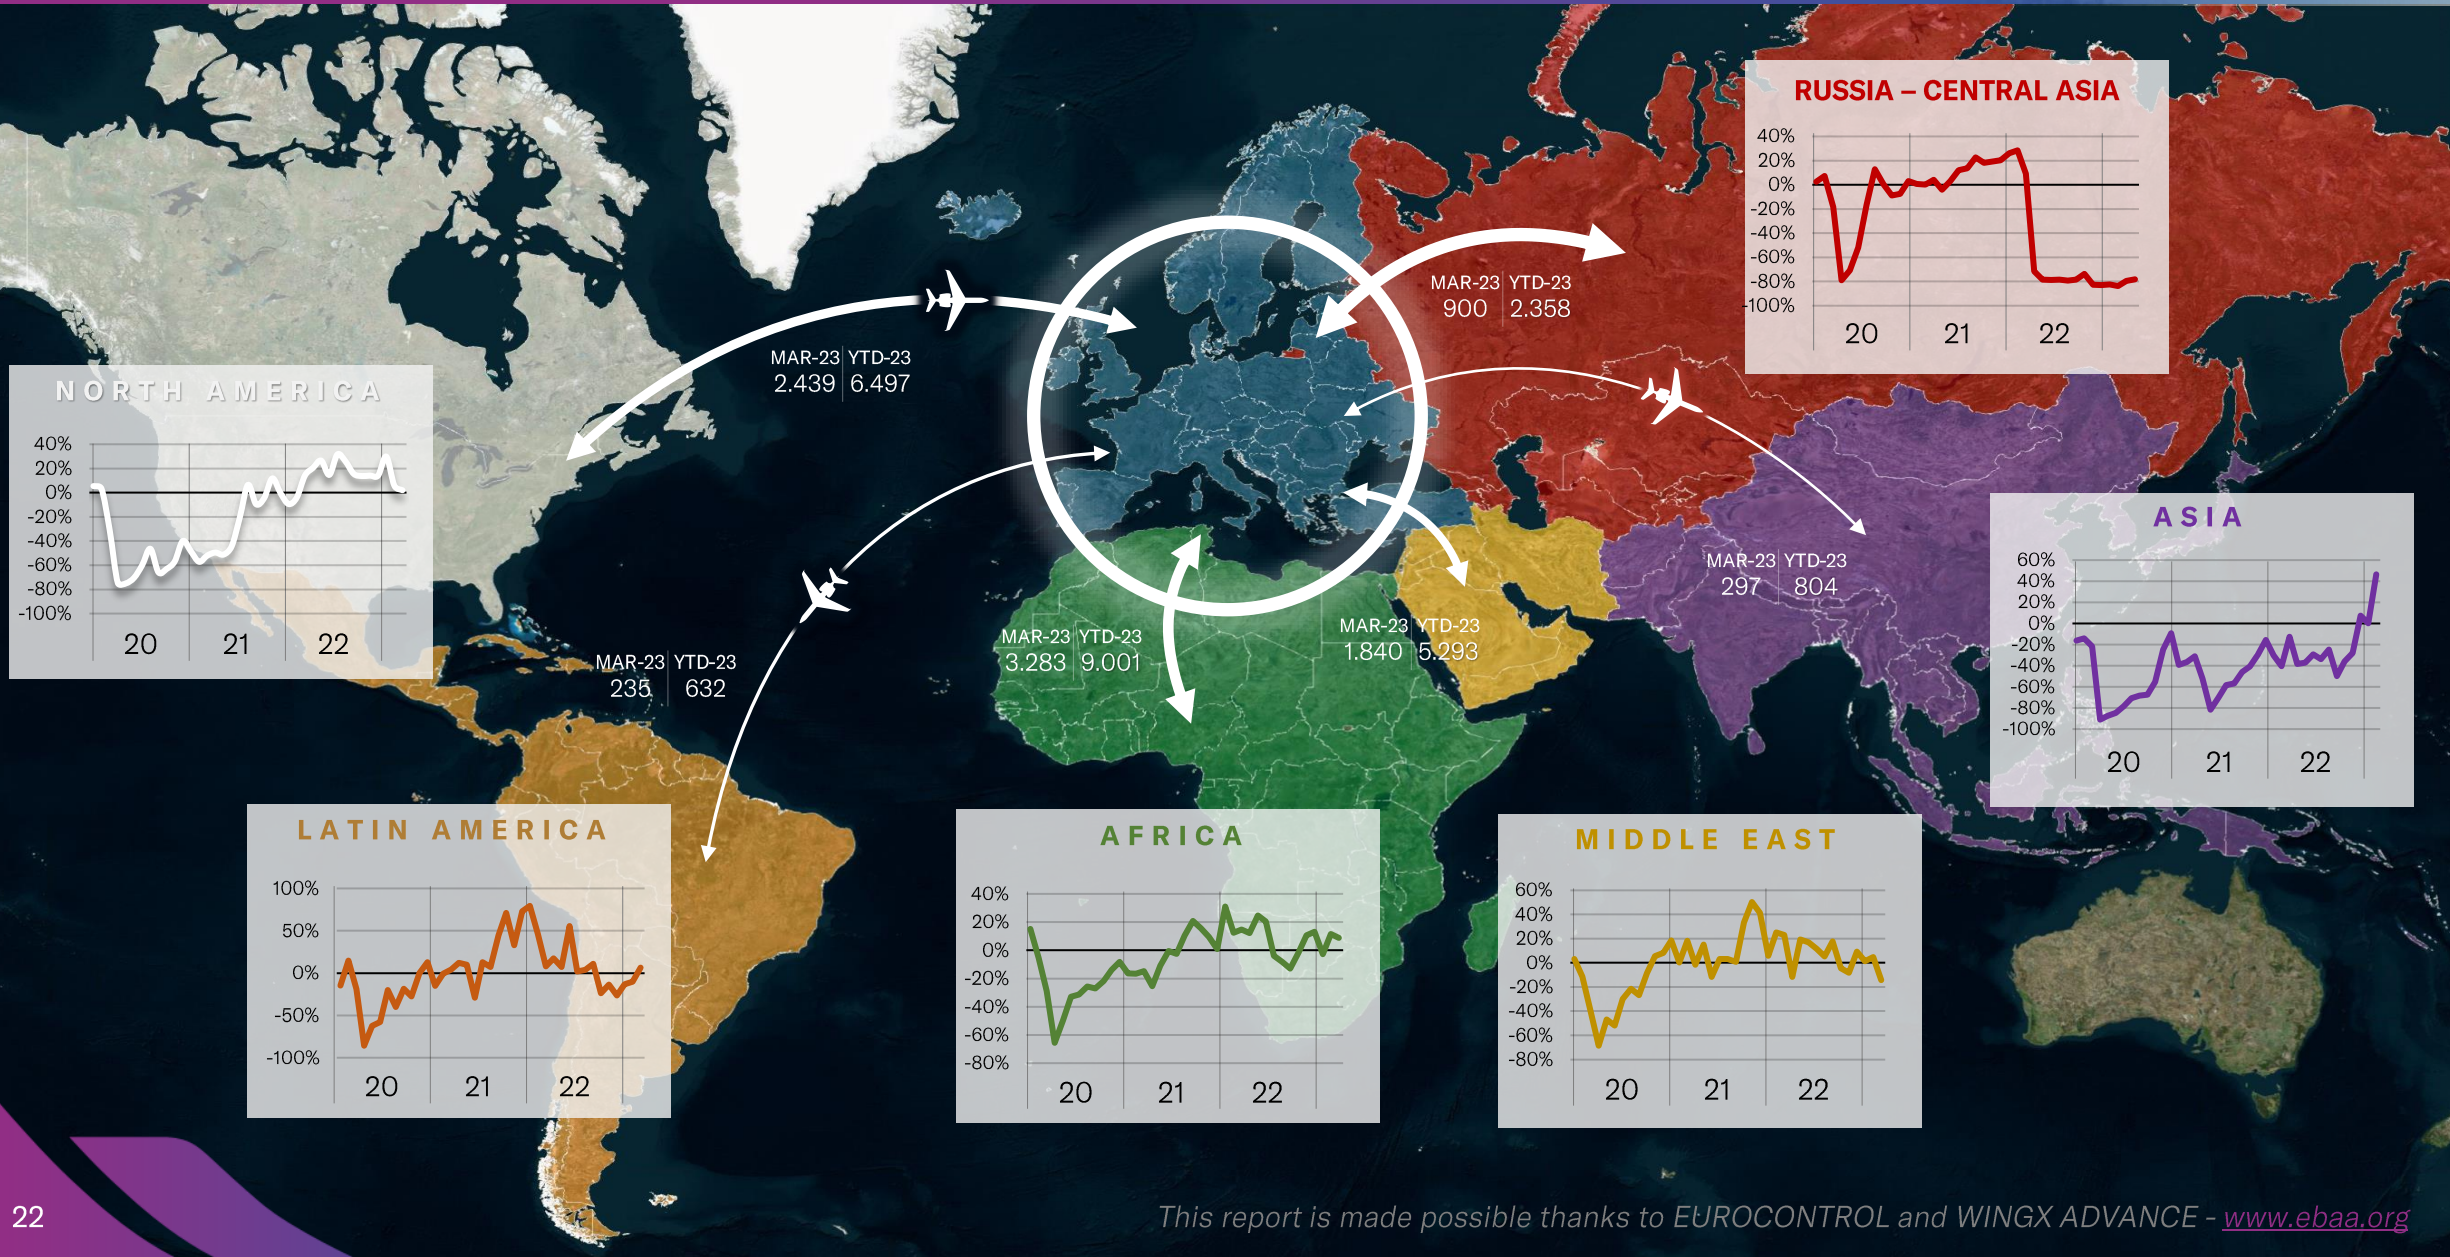 RUSSIA – CENTRAL ASIA
40%
20%
0%
-20%
-40%
-60%
-80%
-100%
20 21 22
MAR-23 YTD-23
900 2.358
MAR-23 YTD-23
2.439 6.497
NORTH AMERICA
40%
20%
0%
-20%
-40%
-60%
-80%
-100%
20 21 22
ASIA
60%
40%
20%
0%
-20%
-40%
-60%
-80%
-100%
20 21 22
MAR-23 YTD-23
297 804
MAR-23 YTD-23
3.283 9.001
MAR-23 YTD-23
1.840 5.293
MAR-23 YTD-23
235 632
LATIN AMERICA
100%
50%
0%
-50%
-100%
20 21 22
AFRICA
40%
20%
0%
-20%
-40%
-60%
-80%
20 21 22
MIDDLE EAST
60%
40%
20%
0%
-20%
-40%
-60%
-80%
20 21 22
22
This report is made possible thanks to EUROCONTROL and WINGX ADVANCE - www.ebaa.org